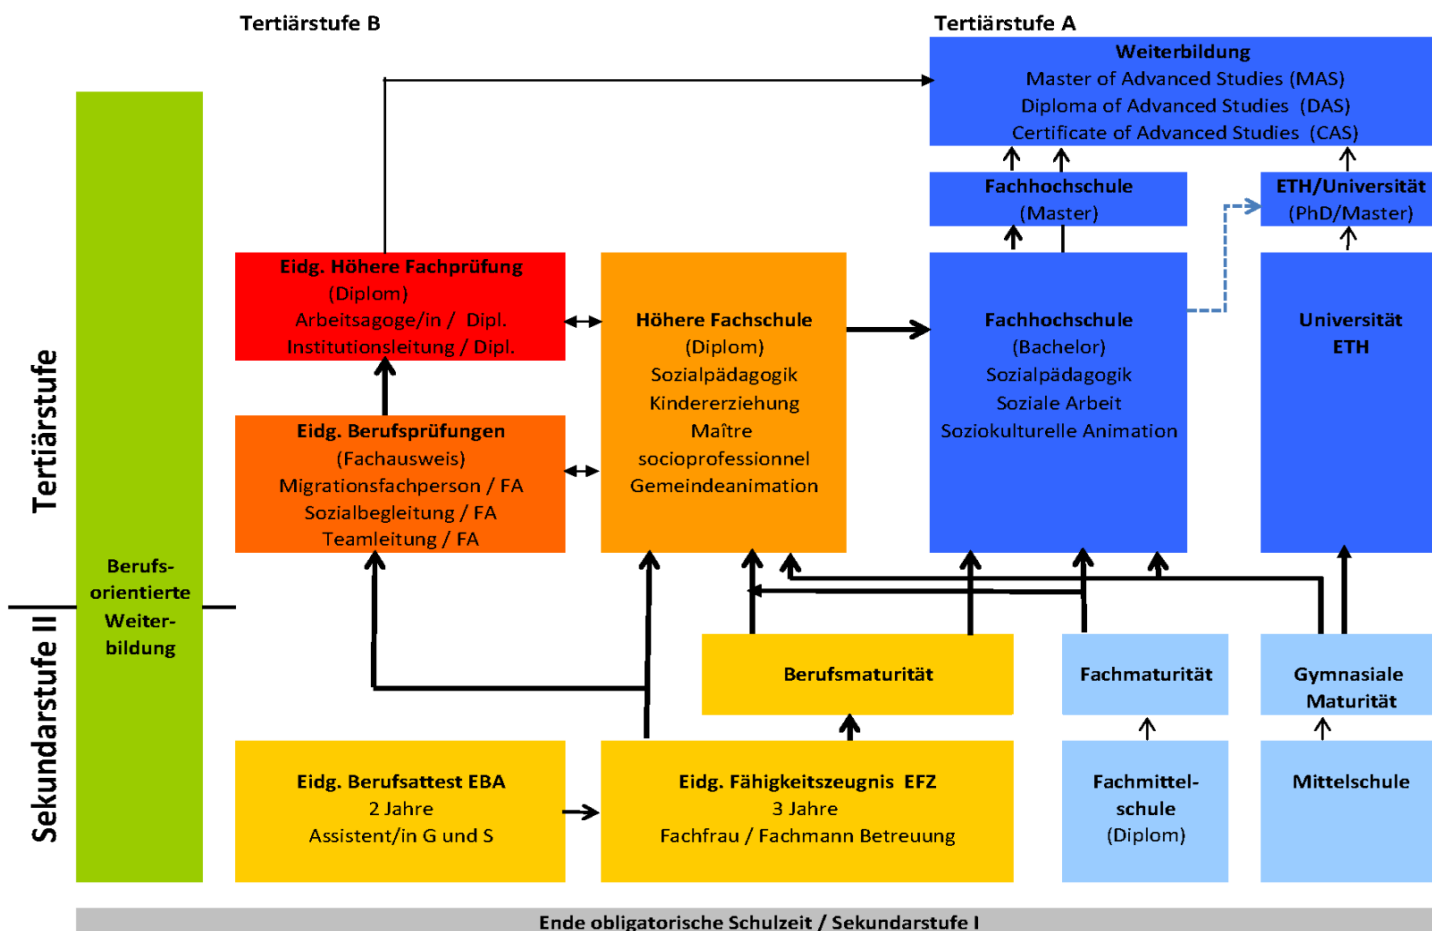 Tertiärstufe B
Tertiärstufe A
Weiterbildung
Master of Advanced Studies (MAS)
Diploma of Advanced Studies (DAS)
Certificate of Advanced Studies (CAS)
Fachhochschule
(Master)
ETH/Universität
(PhD/Master)
Eidg. Höhere Fachprüfung
(Diplom)
Arbeitsagoge/in / Dipl.
Institutionsleitung / Dipl.
Höhere Fachschule
(Diplom)
Sozialpädagogik
Kindererziehung
Maître
socioprofessionnel
Gemeindeanimation
Fachhochschule
(Bachelor)
Sozialpädagogik
Soziale Arbeit
Soziokulturelle Animation
Universität
ETH
Eidg. Berufsprüfungen
(Fachausweis)
Migrationsfachperson / FA
Sozialbegleitung / FA
Teamleitung / FA
Tertiärstufe
Berufs-
orientierte
Weiter-
bildung
Sekundarstufe II
Berufsmaturität
Fachmaturität
Gymnasiale
Maturität
Eidg. Berufsattest EBA
2 Jahre
Assistent/in G und S
Eidg. Fähigkeitszeugnis EFZ
3 Jahre
Fachfrau / Fachmann Betreuung
Fachmittel-
schule
(Diplom)
Mittelschule
Ende obligatorische Schulzeit / Sekundarstufe I